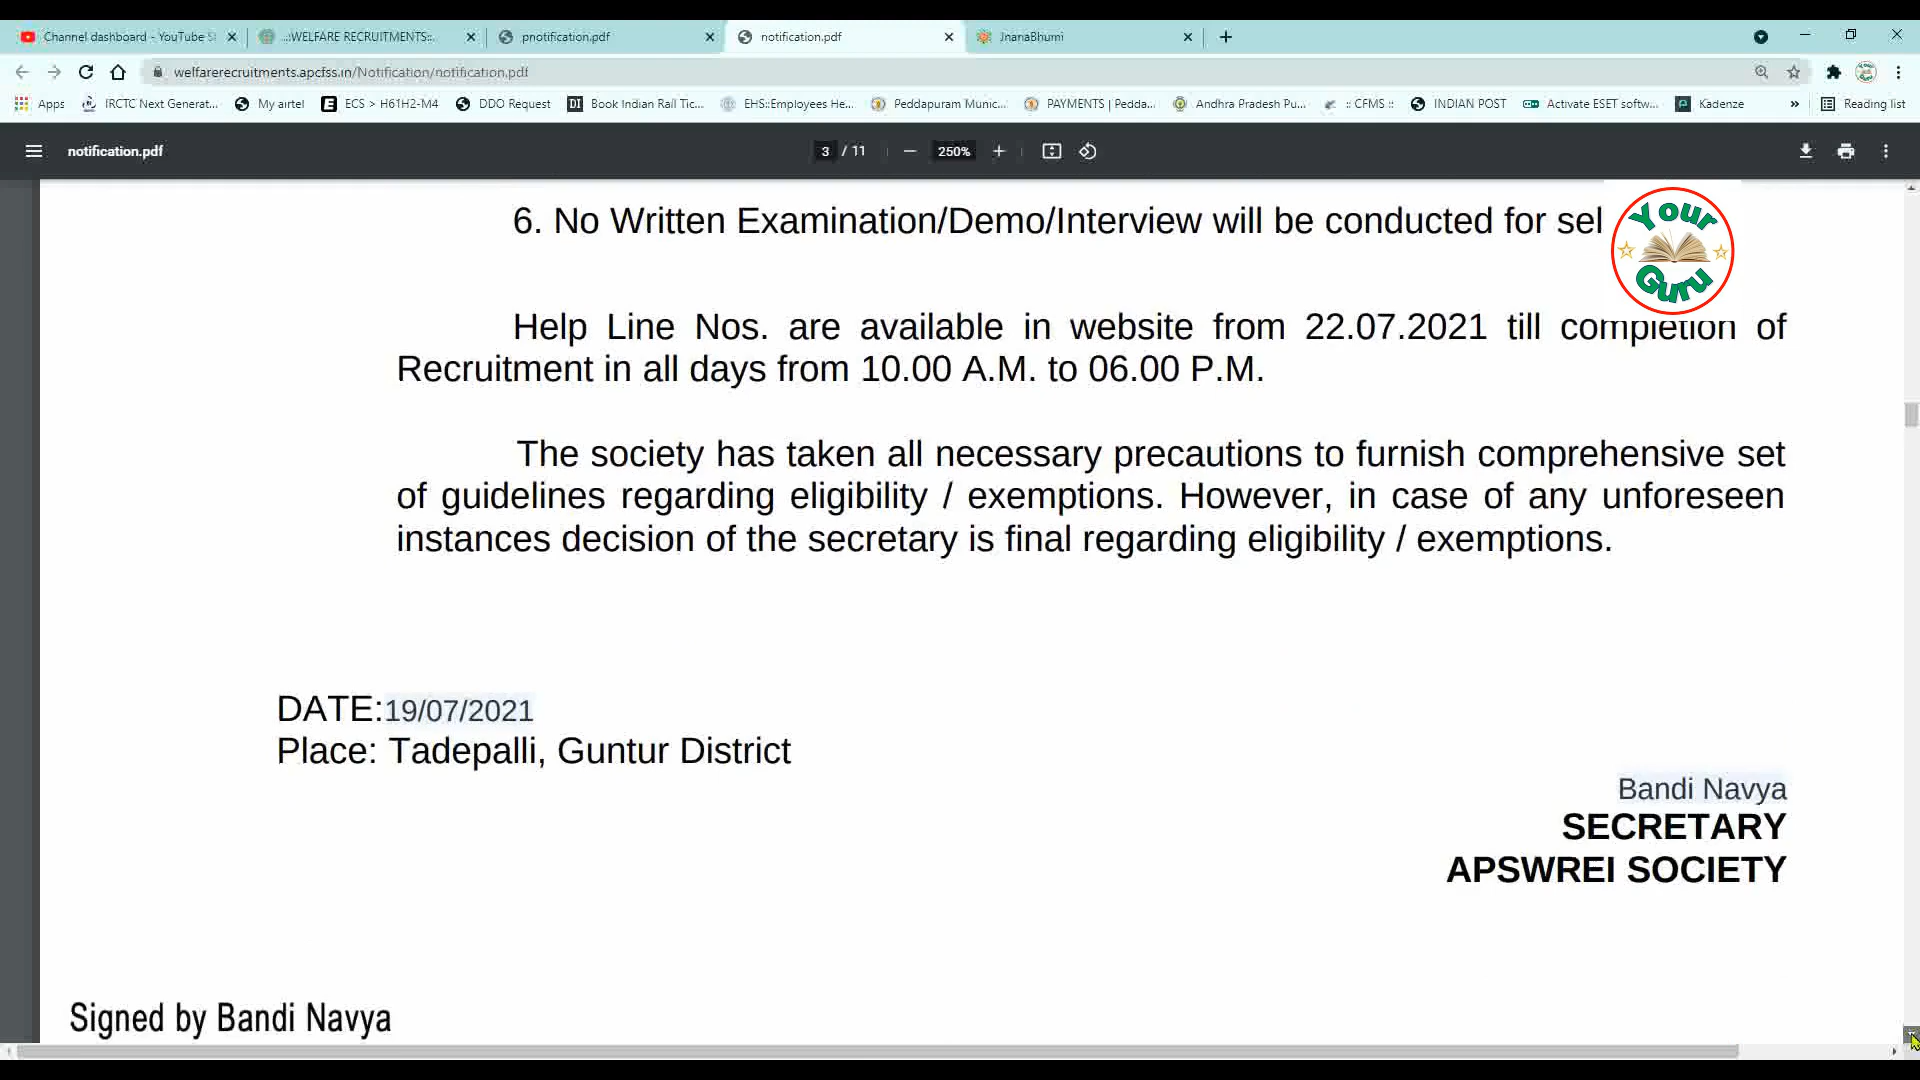 Channel dashboard - YouTube S
..:WELFARE RECRUITMENTS:.
pnotification.pdf
notification.pdf
JnanaBhumi
welfarerecruitments.apcfss.in/Notification/notification.pdf
Apps
IRCTC Next Generat...
My airtel
ECS > H61H2-M4
DDO Request
Book Indian Rail Tic...
EHS::Employees He...
Peddapuram Munic...
PAYMENTS | Pedda...
Andhra Pradesh Pu...
:: CFMS ::
INDIAN POST
Activate ESET softw...
Kadenze
»
Reading list
notification.pdf
3 / 11
250%
6. No Written Examination/Demo/Interview will be conducted for sel
Your
Guru
Help Line Nos. are available in website from 22.07.2021 till completion of
Recruitment in all days from 10.00 A.M. to 06.00 P.M.
The society has taken all necessary precautions to furnish comprehensive set
of guidelines regarding eligibility / exemptions. However, in case of any unforeseen
instances decision of the secretary is final regarding eligibility / exemptions.
DATE:19/07/2021
Place: Tadepalli, Guntur District
Bandi Navya
SECRETARY
APSWREI SOCIETY
Signed by Bandi Navya